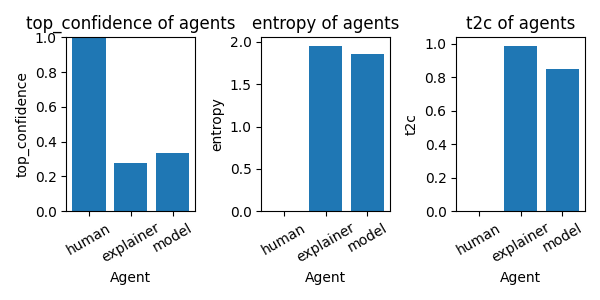 top_confidence of agents
top_confidence
1.0
0.8
0.6
0.4
0.2
0.0
human
explainer
model
Agent
entropy of agents
entropy
2.0
1.5
1.0
0.5
0.0
human
explainer
model
Agent
t2c of agents
t2c
1.0
0.8
0.6
0.4
0.2
0.0
human
explainer
model
Agent